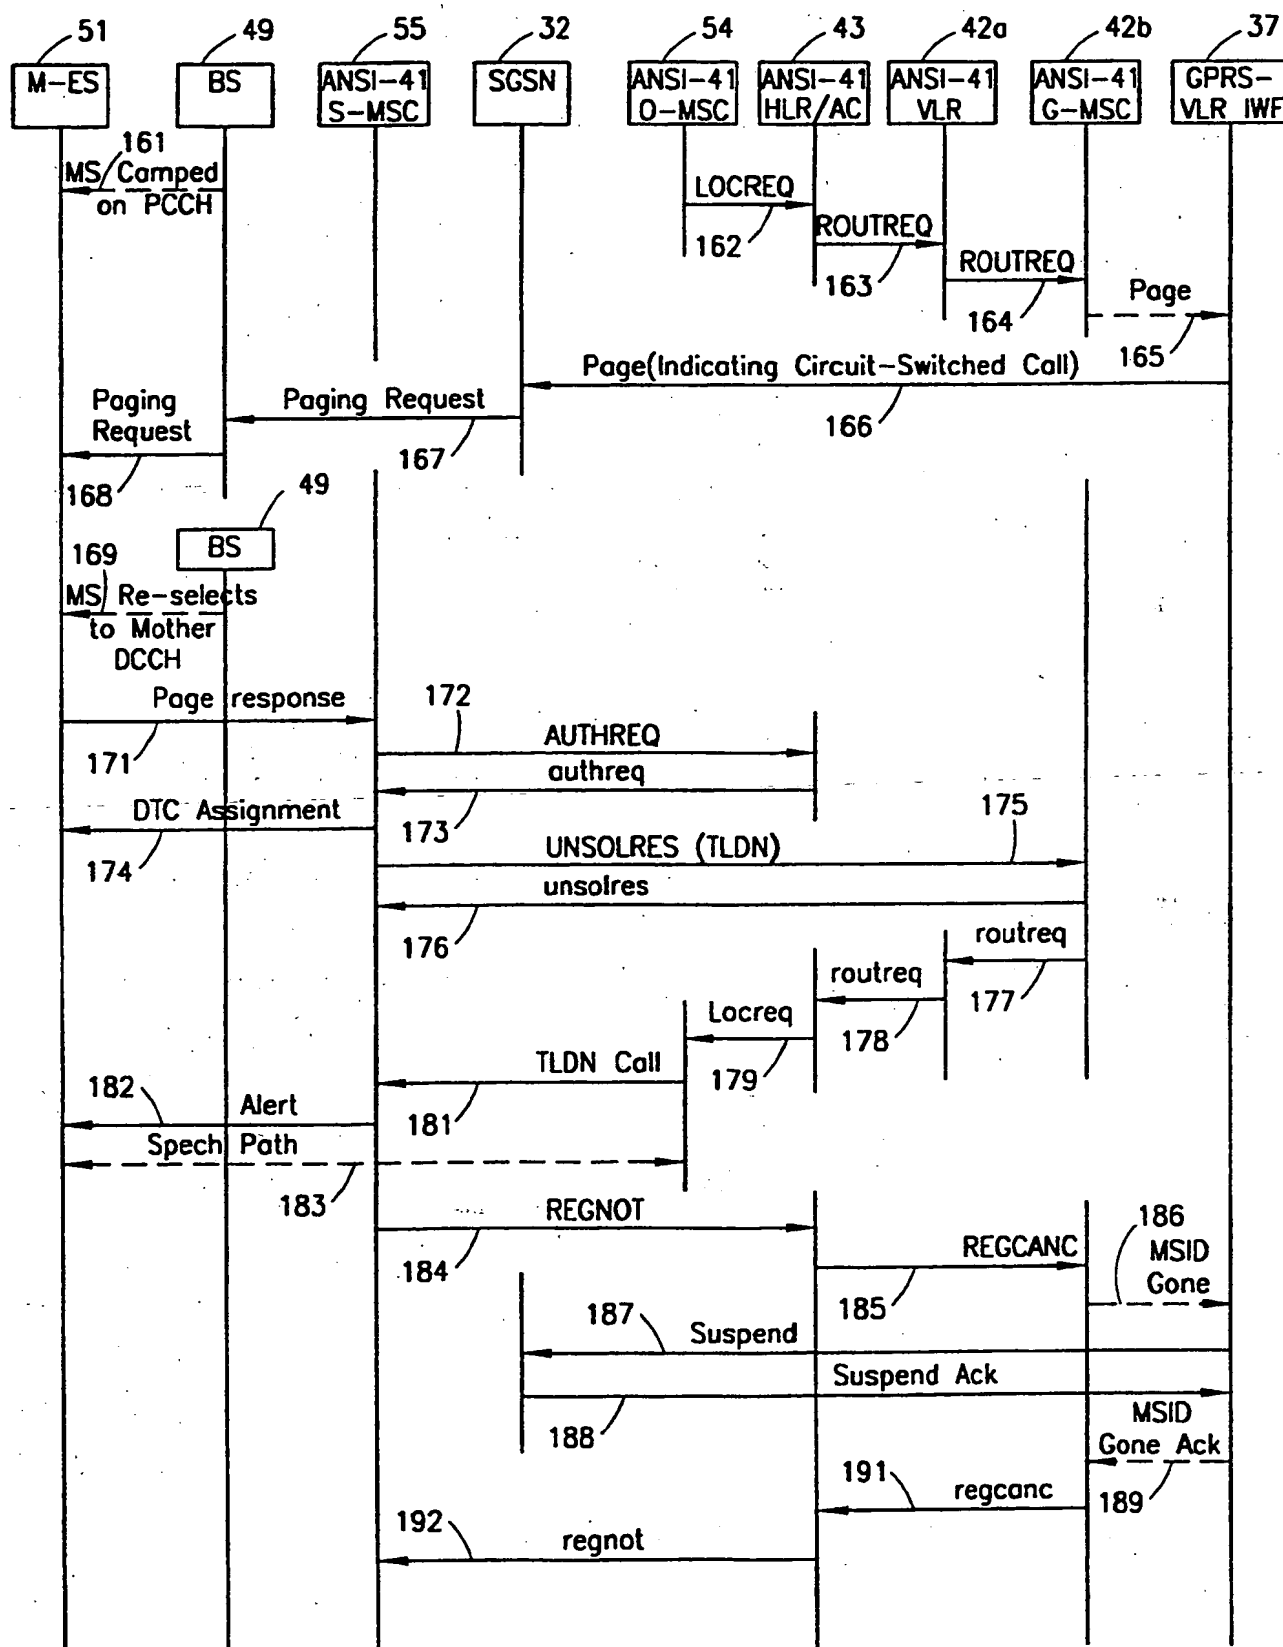 51
49
55
32
54
43
42a
42b
37
M-ES
BS
ANSI-41
S-MSC
SGSN
ANSI-41
O-MSC
ANSI-41
HLR/AC
ANSI-41
VLR
ANSI-41
G-MSC
GPRS-
VLR IWF
161
MS Camped
on PCCH
LOCREQ
162
ROUTREQ
163
ROUTREQ
164
Page
165
Page(Indicating Circuit-Switched Call)
166
Paging Request
167
Paging
Request
168
49
BS
169
MS Re-selects
to Mother
DCCH
Page response
171
172
AUTHREQ
authreq
173
DTC Assignment
174
UNSOLRES (TLDN)
175
unsolres
176
routreq
177
routreq
178
Locreq
179
TLDN Call
181
182
Alert
Spech Path
183
REGNOT
184
REGCANC
185
186
MSID
Gone
187
Suspend
Suspend Ack
188
MSID
Gone Ack
189
191
regcanc
192
regnot